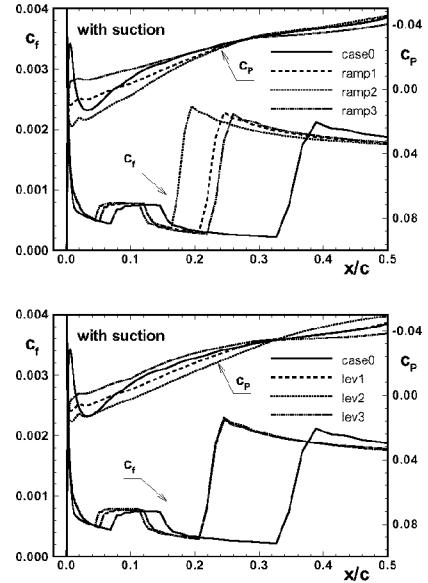 0.004
with suction
-0.04
c_f
c_P
0.003
case0
ramp1
ramp2
ramp3
c_P
0.00
0.002
0.04
c_f
0.001
0.08
0.000
0.0 0.1 0.2 0.3 0.4 0.5
x/c
0.004
with suction
-0.04
c_f
c_P
0.003
case0
lev1
lev2
lev3
c_P
0.00
0.002
0.04
c_f
0.001
0.08
0.000
0.0 0.1 0.2 0.3 0.4 0.5
x/c